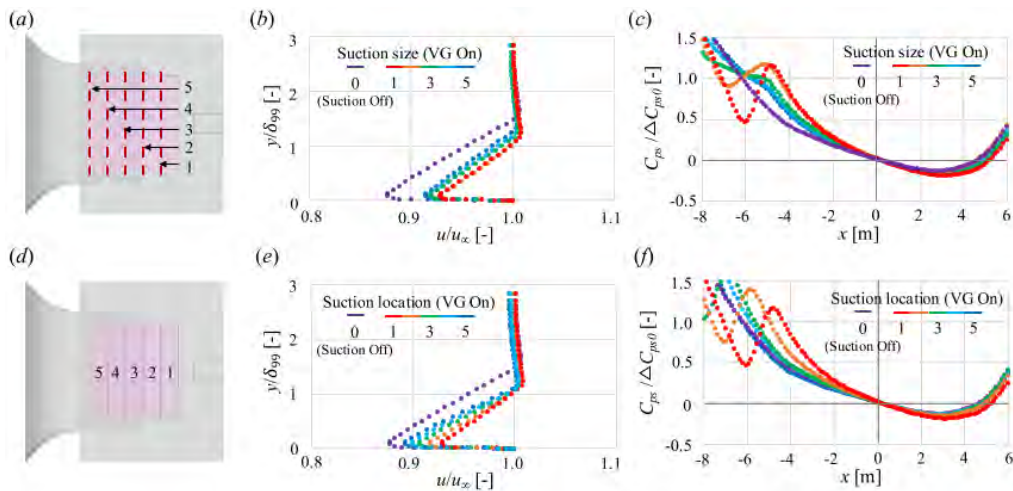 (a)
5
4
3
2
1
(b)
3
2
1
0
y/δ99 [-]
Suction size (VG On)
0 1 3 5
(Suction Off)
0.8 0.9 1.0 1.1
u/u∞ [-]
(c)
1.5
1.0
0.5
0
-0.5
Cps /ΔCps0 [-]
Suction size (VG On)
0 1 3 5
(Suction Off)
-8 -6 -4 -2 0 2 4 6
x [m]
(d)
5 4 3 2 1
(e)
3
2
1
0
y/δ99 [-]
Suction location (VG On)
0 1 3 5
(Suction Off)
0.8 0.9 1.0 1.1
u/u∞ [-]
(f)
1.5
1.0
0.5
0
-0.5
Cps /ΔCps0 [-]
Suction location (VG On)
0 1 3 5
(Suction Off)
-8 -6 -4 -2 0 2 4 6
x [m]